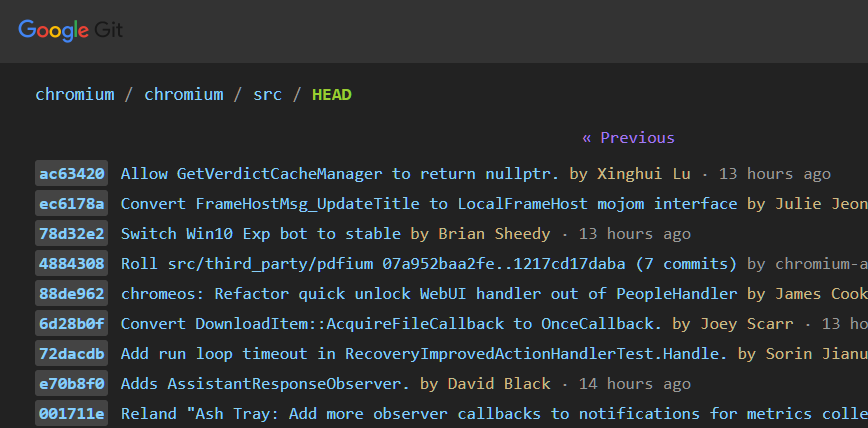 Google Git
chromium / chromium / src / HEAD
« Previous
ac63420 Allow GetVerdictCacheManager to return nullptr. by Xinghui Lu · 13 hours ago
ec6178a Convert FrameHostMsg_UpdateTitle to LocalFrameHost mojom interface by Julie Jeon
78d32e2 Switch Win10 Exp bot to stable by Brian Sheedy · 13 hours ago
4884308 Roll src/third_party/pdfium 07a952baa2fe..1217cd17daba (7 commits) by chromium-a
88de962 chromeos: Refactor quick unlock WebUI handler out of PeopleHandler by James Cook
6d28b0f Convert DownloadItem::AcquireFileCallback to OnceCallback. by Joey Scarr · 13 ho
72dacdb Add run loop timeout in RecoveryImprovedActionHandlerTest.Handle. by Sorin Jianu
e70b8f0 Adds AssistantResponseObserver. by David Black · 14 hours ago
001711e Reland "Ash Tray: Add more observer callbacks to notifications for metrics colle